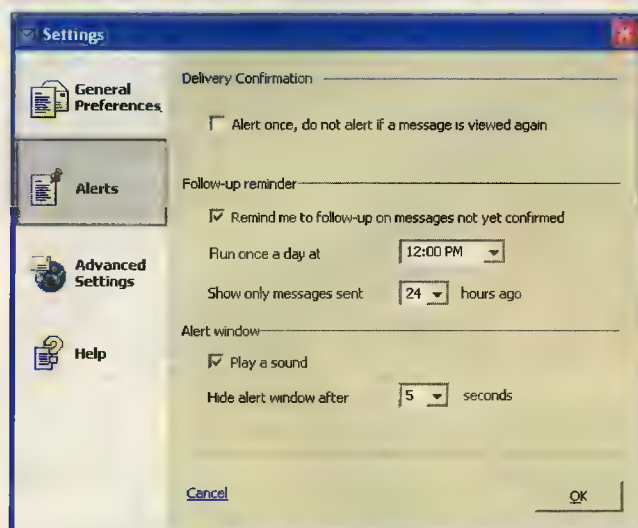 Settings
General
Preferences
Alerts
Advanced
Settings
Help
Delivery Confirmation
Alert once, do not alert if a message is viewed again
Follow-up reminder
Remind me to follow-up on messages not yet confirmed
Run once a day at 12:00 PM
Show only messages sent 24 hours ago
Alert window
Play a sound
Hide alert window after 5 seconds
Cancel OK